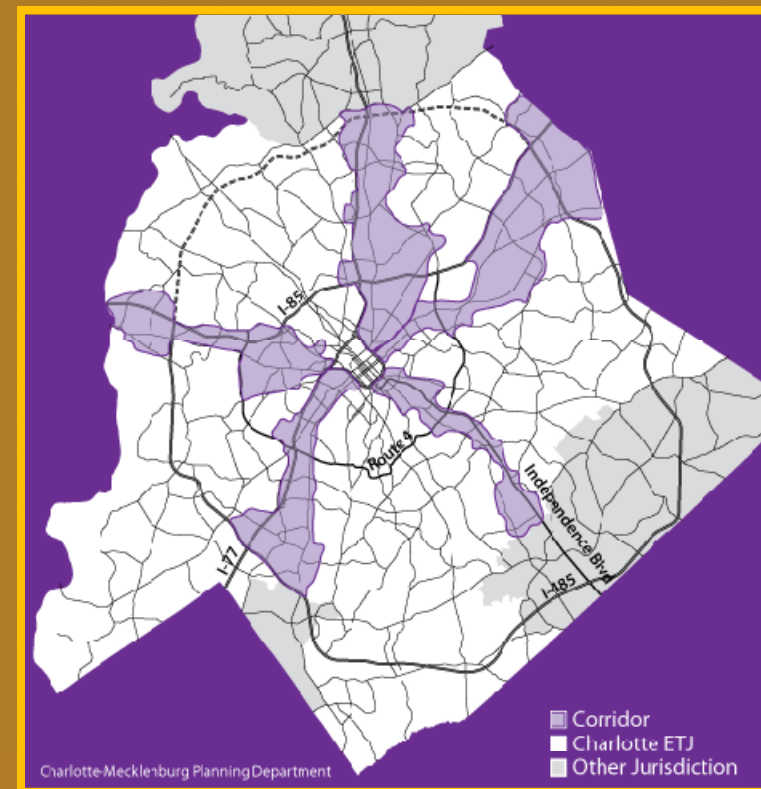 I-85
Route 4
Independence Blvd
I-77
I-485
Corridor
Charlotte ETJ
Other Jurisdiction
Charlotte-Mecklenburg Planning Department